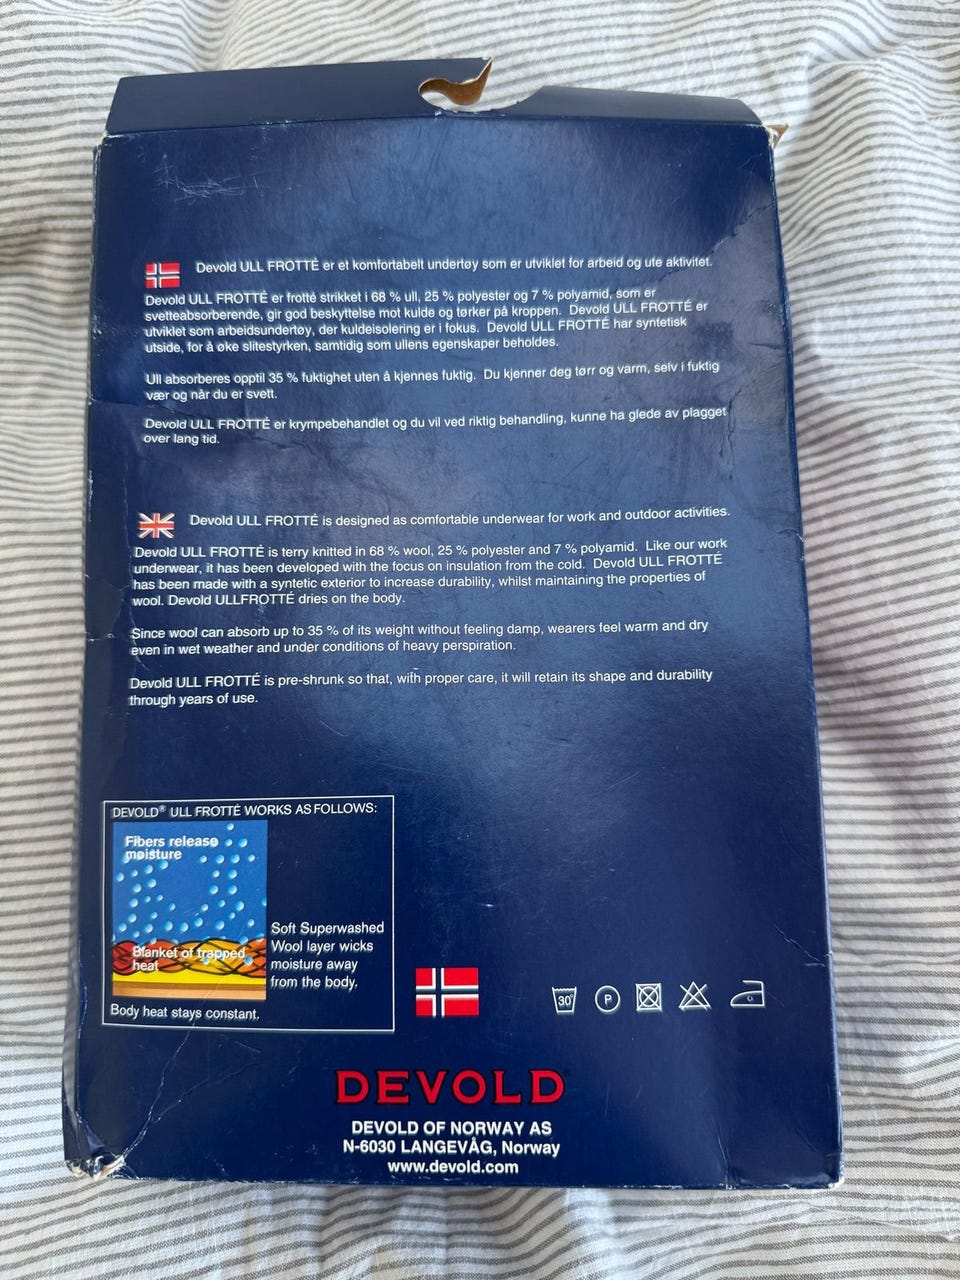 Devold ULL FROTTÉ er et komfortabelt undertøy som er utviklet for arbeid og ute aktivitet.
Devold ULL FROTTÉ er frotté strikket i 68 % ull, 25 % polyester og 7 % polyamid, som er
svetteabsorberende, gir god beskyttelse mot kulde og tørker på kroppen. Devold ULL FROTTÉ er
utviklet som arbeidsundertøy, der kuldeisolering er i fokus. Devold ULL FROTTÉ har syntetisk
utside, for å øke slitestyrken, samtidig som ullens egenskaper beholdes.
Ull absorberes opptil 35 % fuktighet uten å kjennes fuktig. Du kjenner deg tørr og varm, selv i fuktig
vær og når du er svett.
Devold ULL FROTTÉ er krympebehandlet og du vil ved riktig behandling, kunne ha glede av plagget
over lang tid.
Devold ULL FROTTÉ is designed as comfortable underwear for work and outdoor activities.
Devold ULL FROTTÉ is terry knitted in 68 % wool, 25 % polyester and 7 % polyamid. Like our work
underwear, it has been developed with the focus on insulation from the cold. Devold ULL FROTTÉ
has been made with a syntetic exterior to increase durability, whilst maintaining the properties of
wool. Devold ULLFROTTÉ dries on the body.
Since wool can absorb up to 35 % of its weight without feeling damp, wearers feel warm and dry
even in wet weather and under conditions of heavy perspiration.
Devold ULL FROTTÉ is pre-shrunk so that, with proper care, it will retain its shape and durability
through years of use.
DEVOLD® ULL FROTTÉ WORKS AS FOLLOWS:
Fibers release
moisture
Blanket of trapped
heat
Soft Superwashed
Wool layer wicks
moisture away
from the body.
Body heat stays constant.
30°
P
DEVOLD®
DEVOLD OF NORWAY AS
N-6030 LANGEVÅG, Norway
www.devold.com